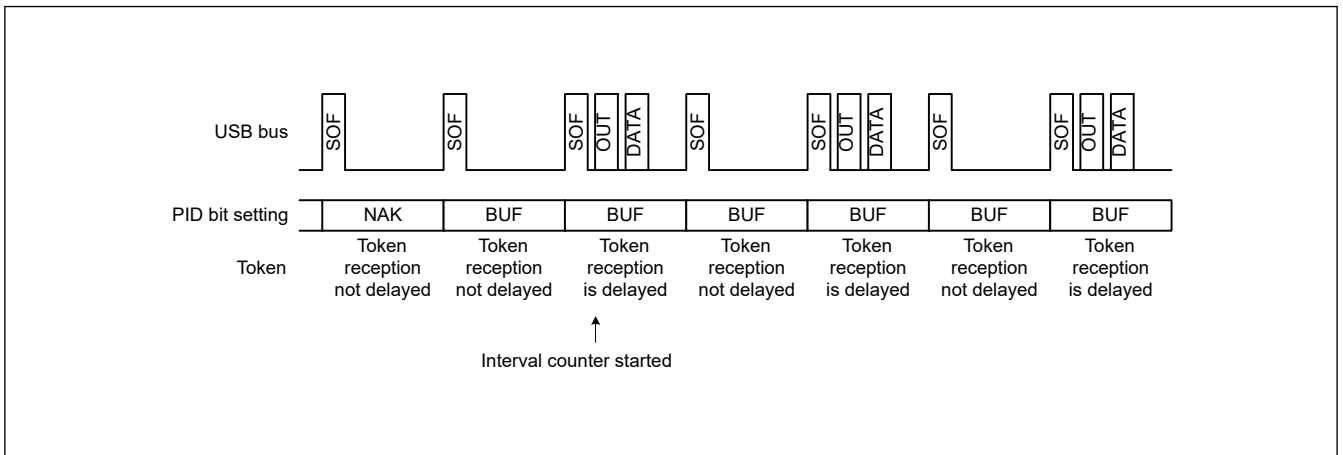 USB bus
SOF SOF SOF OUT DATA SOF SOF OUT DATA SOF SOF OUT DATA
PID bit setting NAK BUF BUF BUF BUF BUF BUF
Token Token Token Token Token Token Token
Token reception reception reception reception reception reception reception
not delayed not delayed is delayed not delayed is delayed not delayed is delayed
Interval counter started